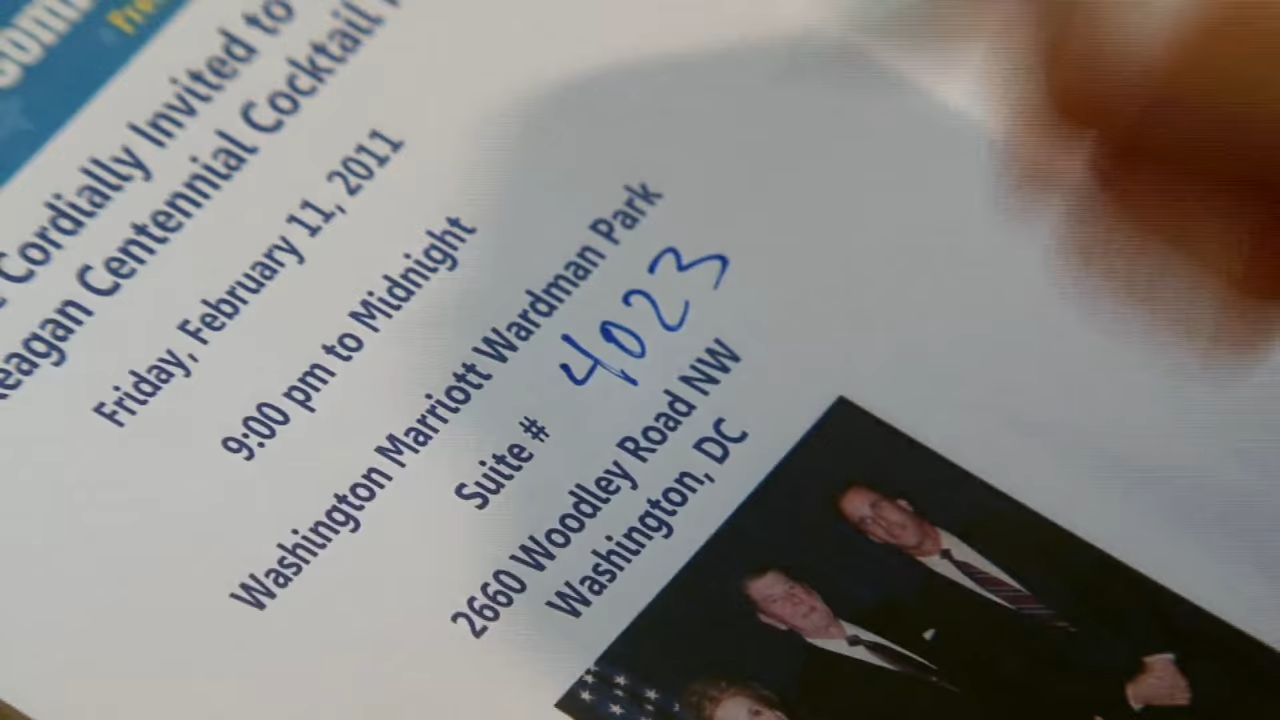 Cordially Invited to
Centennial Cocktail
Friday, February 11, 2011
9:00 pm to Midnight
Washington Marriott Wardman Park
Suite # 4023
2660 Woodley Road NW
Washington, DC